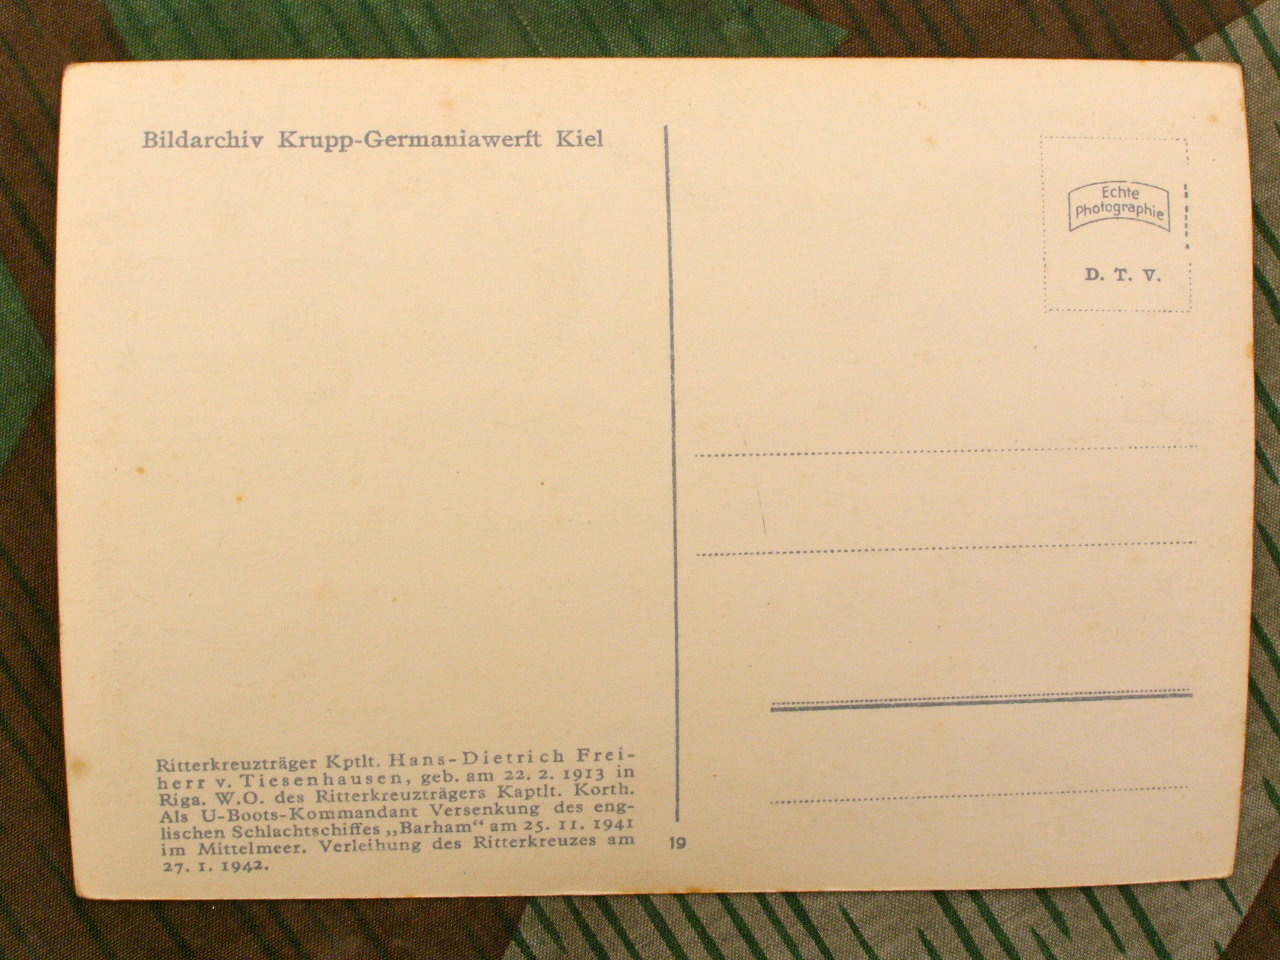 Bildarchiv Krupp-Germaniawerft Kiel
Echte
Photographie
D. T. V.
Ritterkreuzträger Kptlt. Hans-Dietrich Frei-
herr v. Tiesenhausen, geb. am 22. 2. 1913 in
Riga. W.O. des Ritterkreuzträgers Kaptlt. Korth.
Als U-Boots-Kommandant Versenkung des eng-
lischen Schlachtschiffes „Barham“ am 25. 11. 1941
im Mittelmeer. Verleihung des Ritterkreuzes am
27. 1. 1942.
19